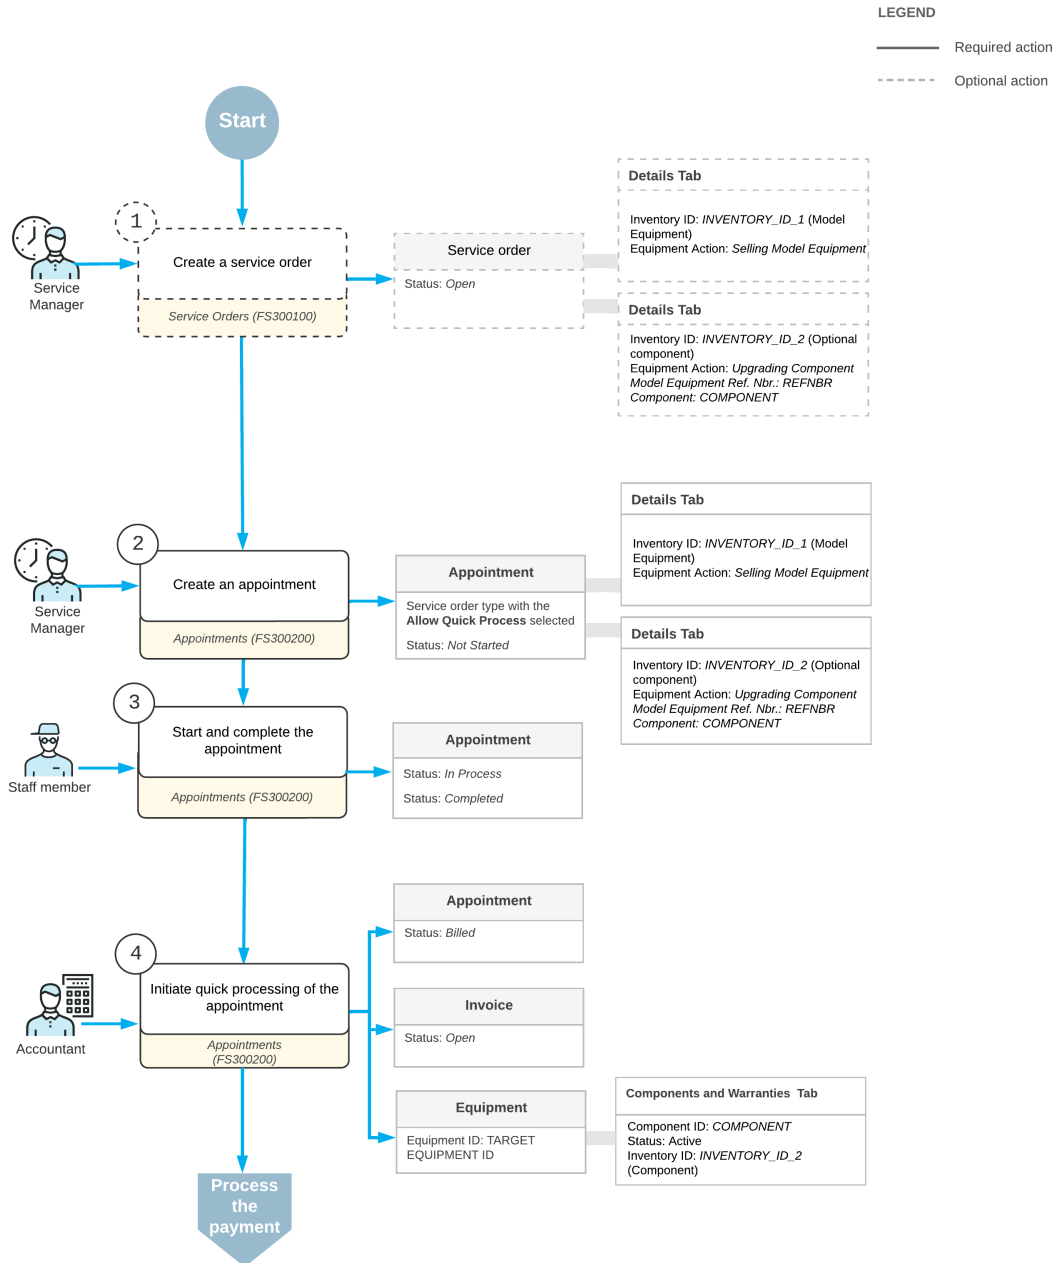 LEGEND
Required action
Optional action
Start
1
Create a service order
Service Orders (FS300100)
Service
Manager
Service order
Status: Open
Details Tab
Inventory ID: INVENTORY_ID_1 (Model
Equipment)
Equipment Action: Selling Model Equipment
Details Tab
Inventory ID: INVENTORY_ID_2 (Optional
component)
Equipment Action: Upgrading Component
Model Equipment Ref. Nbr.: REFNBR
Component: COMPONENT
2
Create an appointment
Appointments (FS300200)
Service
Manager
Appointment
Service order type with the
Allow Quick Process selected
Status: Not Started
Details Tab
Inventory ID: INVENTORY_ID_1 (Model
Equipment)
Equipment Action: Selling Model Equipment
Details Tab
Inventory ID: INVENTORY_ID_2 (Optional
component)
Equipment Action: Upgrading Component
Model Equipment Ref. Nbr.: REFNBR
Component: COMPONENT
3
Start and complete the
appointment
Appointments (FS300200)
Staff member
Appointment
Status: In Process
Status: Completed
4
Initiate quick processing of the
appointment
Appointments
(FS300200)
Accountant
Appointment
Status: Billed
Invoice
Status: Open
Equipment
Equipment ID: TARGET
EQUIPMENT ID
Components and Warranties  Tab
Component ID: COMPONENT
Status: Active
Inventory ID: INVENTORY_ID_2
(Component)
Process
the
payment